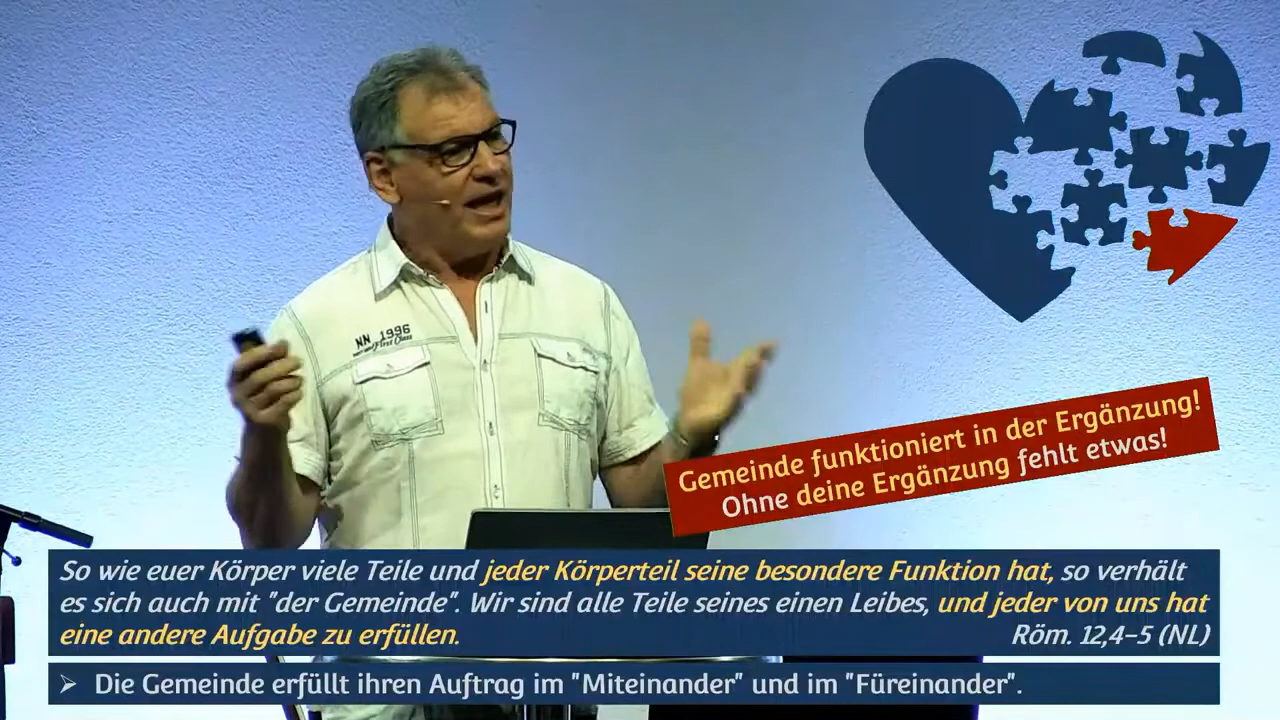 NN 1996
First Class
Gemeinde funktioniert in der Ergänzung!
Ohne deine Ergänzung fehlt etwas!
So wie euer Körper viele Teile und jeder Körperteil seine besondere Funktion hat, so verhält
es sich auch mit "der Gemeinde". Wir sind alle Teile seines einen Leibes, und jeder von uns hat
eine andere Aufgabe zu erfüllen. Röm. 12,4–5 (NL)
➢ Die Gemeinde erfüllt ihren Auftrag im "Miteinander" und im "Füreinander".